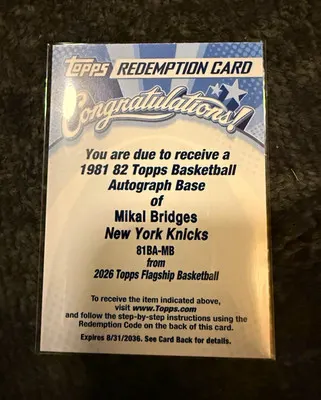 Topps REDEMPTION CARD
Congratulations!
You are due to receive a
1981 82 Topps Basketball
Autograph Base
of
Mikal Bridges
New York Knicks
81BA-MB
from
2026 Topps Flagship Basketball
To receive the item indicated above,
visit www.Topps.com
and follow the step-by-step instructions using the
Redemption Code on the back of this card.
Expires 8/31/2036. See Card Back for details.